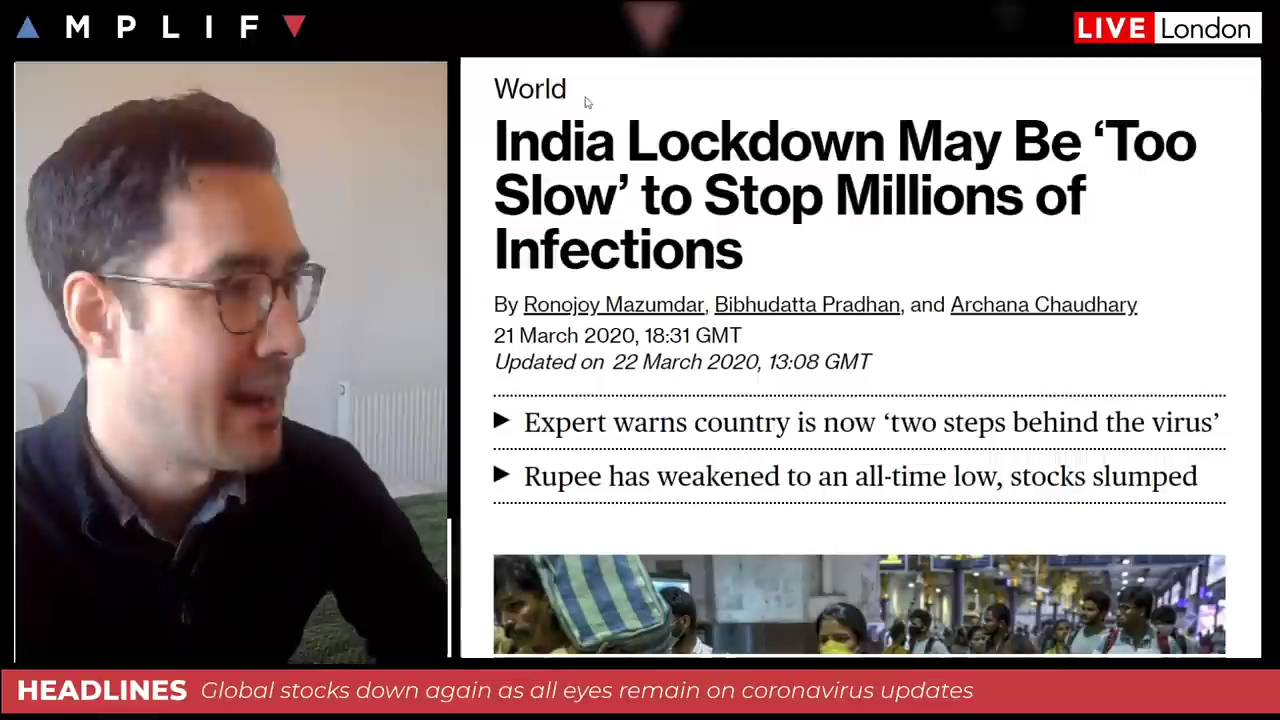 ▲ M P L I F ▼
LIVE London
World
India Lockdown May Be ‘Too
Slow’ to Stop Millions of
Infections
By Ronojoy Mazumdar, Bibhudatta Pradhan, and Archana Chaudhary
21 March 2020, 18:31 GMT
Updated on 22 March 2020, 13:08 GMT
► Expert warns country is now ‘two steps behind the virus’
► Rupee has weakened to an all-time low, stocks slumped
HEADLINES Global stocks down again as all eyes remain on coronavirus updates